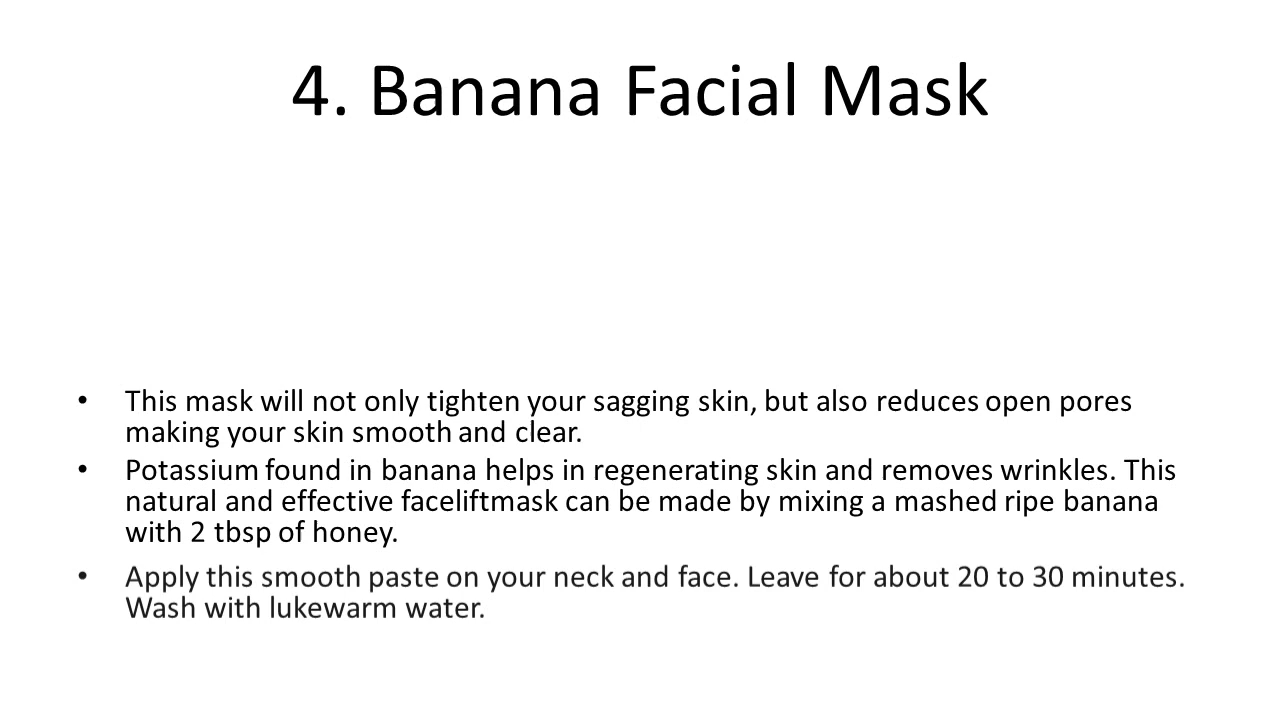 4. Banana Facial Mask
• This mask will not only tighten your sagging skin, but also reduces open pores
making your skin smooth and clear.
• Potassium found in banana helps in regenerating skin and removes wrinkles. This
natural and effective faceliftmask can be made by mixing a mashed ripe banana
with 2 tbsp of honey.
• Apply this smooth paste on your neck and face. Leave for about 20 to 30 minutes.
Wash with lukewarm water.